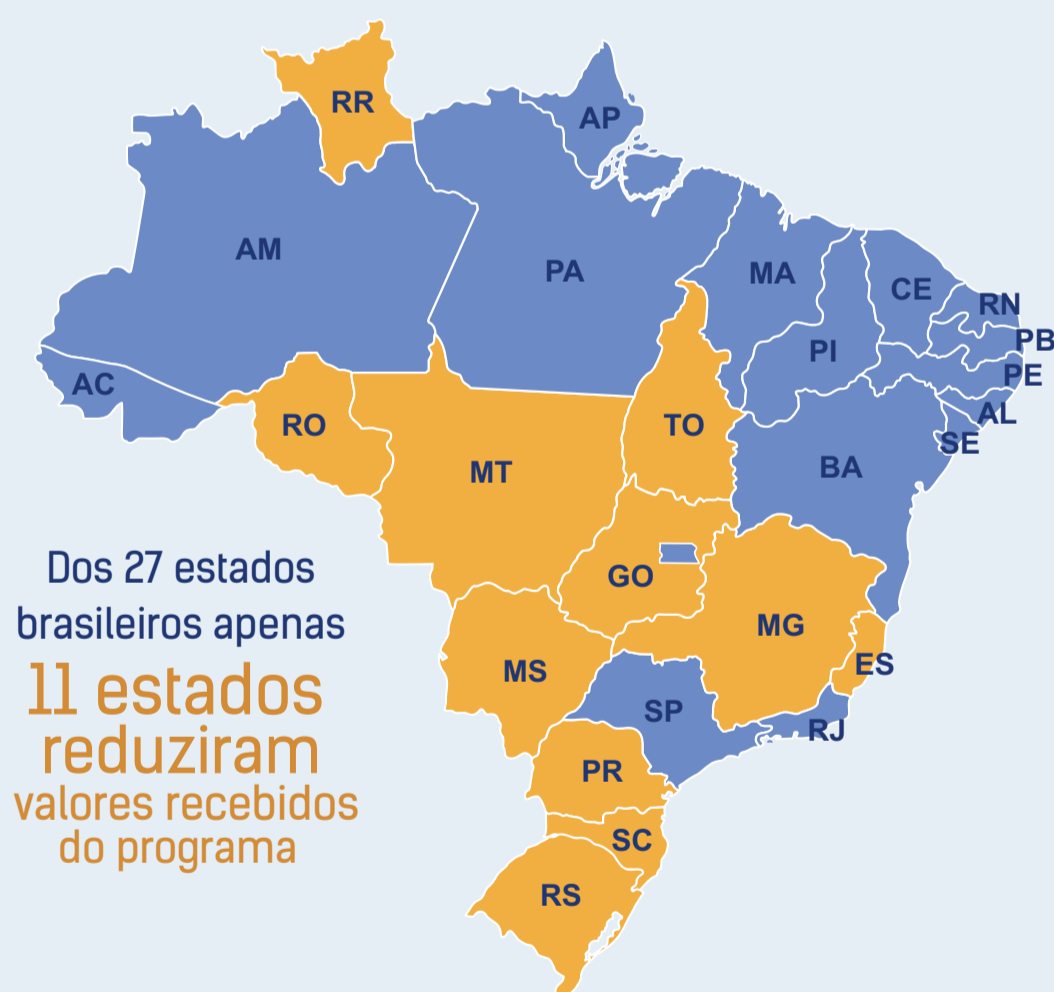 RR
AP
AM
PA
MA
CE
RN
PB
PI
PE
AC
AL
RO
TO
SE
MT
BA
Dos 27 estados
brasileiros apenas
11 estados
reduziram
valores recebidos
do programa
GO
MG
ES
MS
SP
RJ
PR
SC
RS